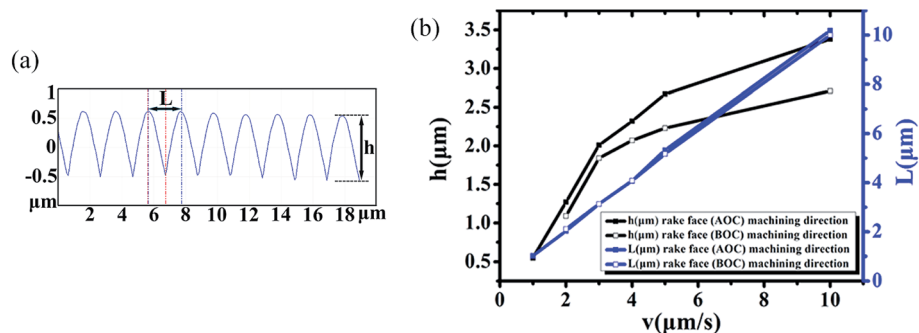 (a)
1
0.5
0
-0.5
μm
L
h
2 4 6 8 10 12 14 16 18 μm
(b)
3.5
3.0
2.5
2.0
1.5
1.0
0.5
h(μm)
10
8
6
4
2
0
L(μm)
h(μm) rake face (AOC) machining direction
h(μm) rake face (BOC) machining direction
L(μm) rake face (AOC) machining direction
L(μm) rake face (BOC) machining direction
0 2 4 6 8 10
v(μm/s)